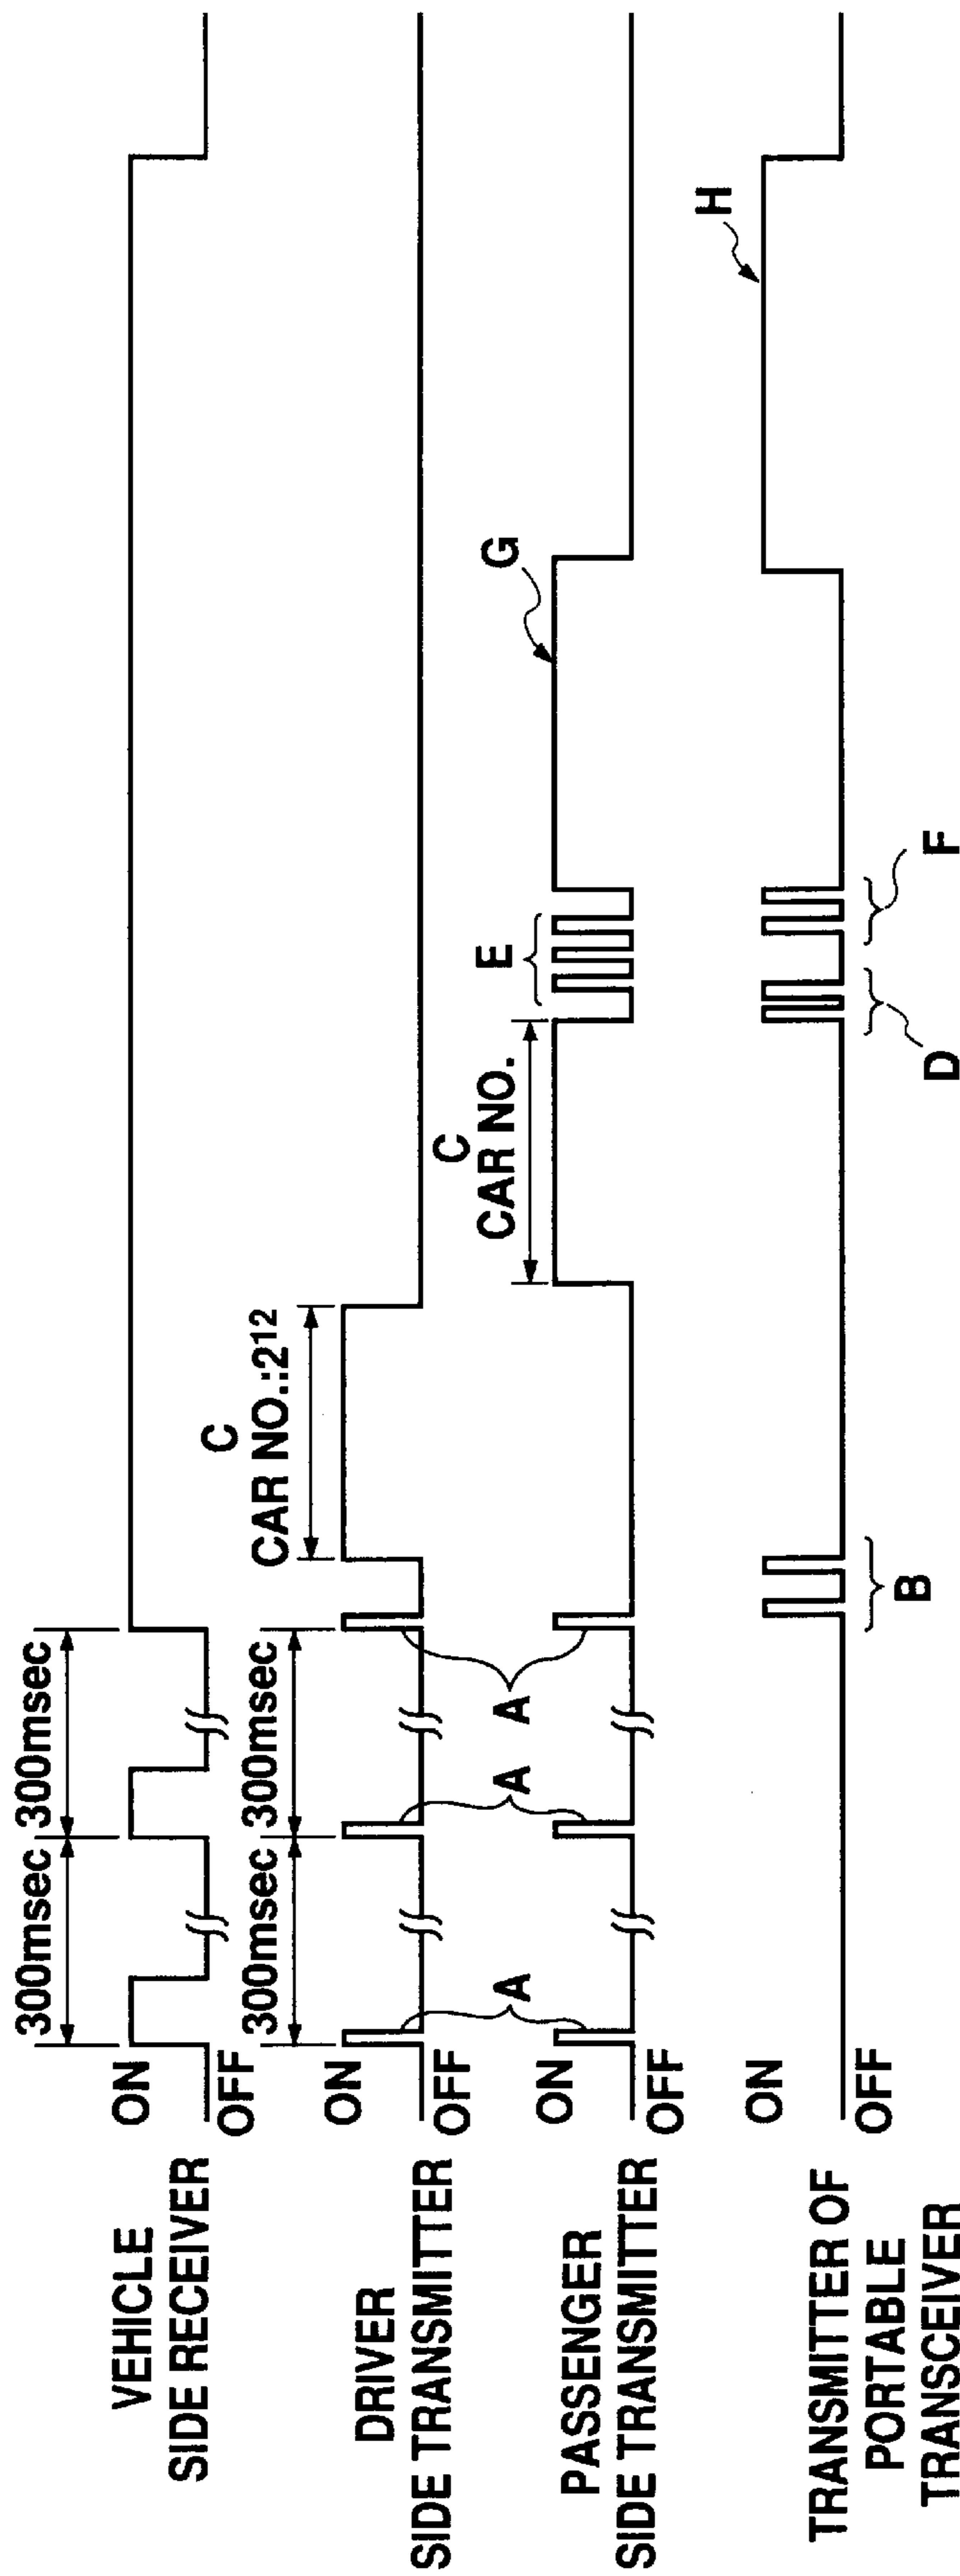 300msec 300msec
VEHICLE
SIDE RECEIVER
ON
OFF
C
CAR NO.:2¹²
300msec 300msec
DRIVER
SIDE TRANSMITTER
ON
OFF
A A A
C
CAR NO.
E
G
PASSENGER
SIDE TRANSMITTER
ON
OFF
H
TRANSMITTER OF
PORTABLE
TRANSCEIVER
ON
OFF
B
D
F